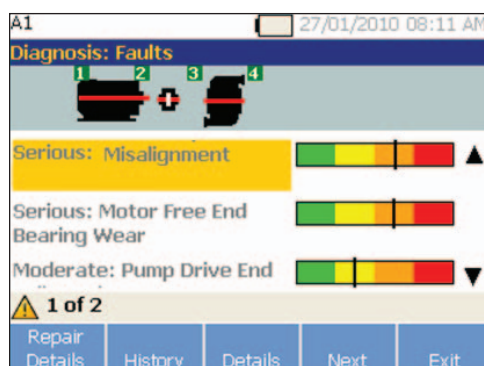 A1 27/01/2010 08:11 AM
Diagnosis: Faults
1 2 3 4
Serious: Misalignment
Serious: Motor Free End
Bearing Wear
Moderate: Pump Drive End
1 of 2
Repair
Details History Details Next Exit